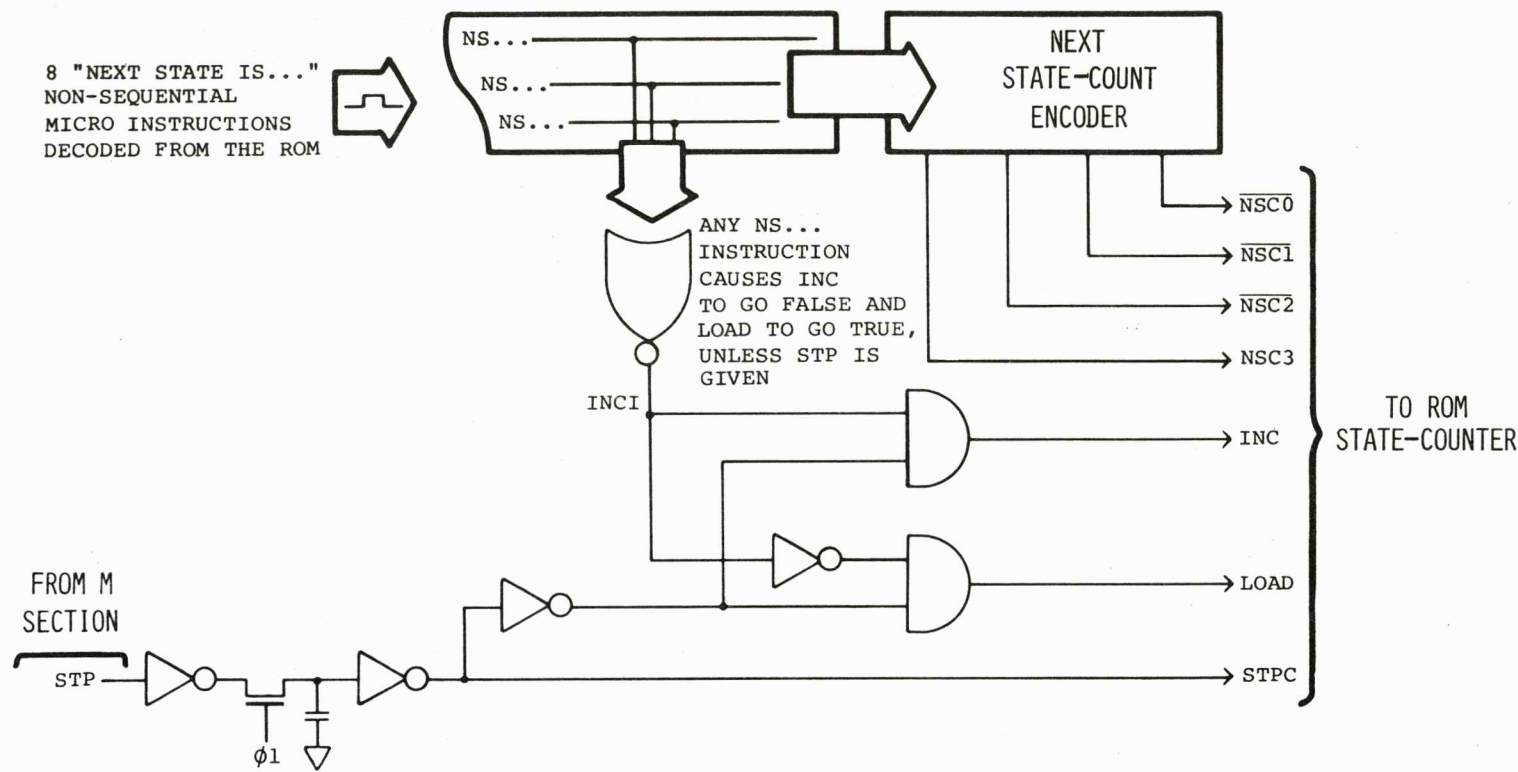 8 "NEXT STATE IS..."
NON-SEQUENTIAL
MICRO INSTRUCTIONS
DECODED FROM THE ROM
NS...
NS...
NS...
NEXT
STATE-COUNT
ENCODER
ANY NS...
INSTRUCTION
CAUSES INC
TO GO FALSE AND
LOAD TO GO TRUE,
UNLESS STP IS
GIVEN
INCI
NSC0
NSC1
NSC2
NSC3
INC
LOAD
STPC
TO ROM
STATE-COUNTER
FROM M
SECTION
STP
ϕ1